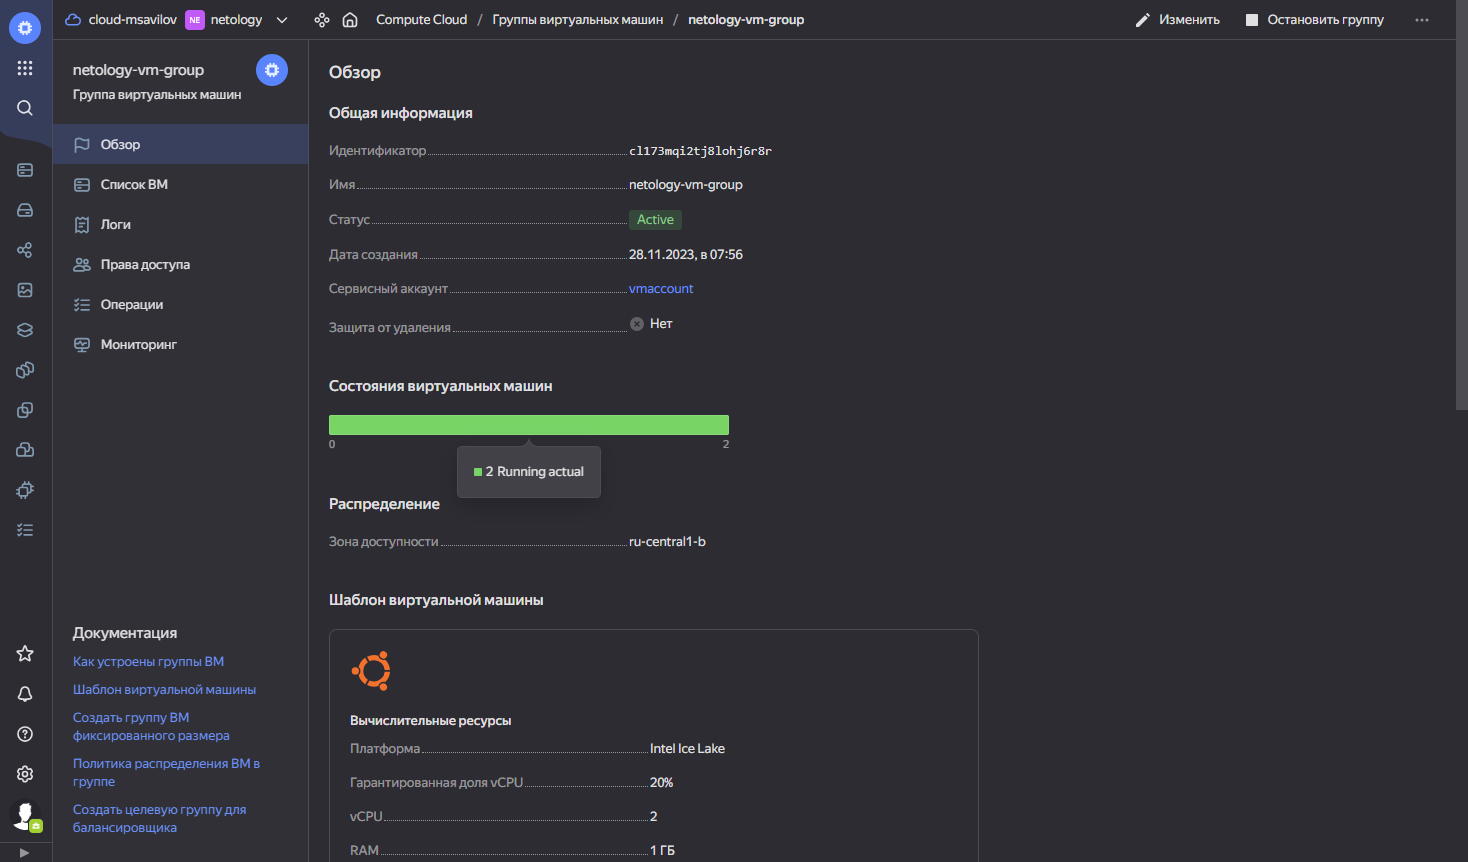 cloud-msavilov NE netology Compute Cloud / Группы виртуальных машин / netology-vm-group Изменить Остановить группу
netology-vm-group
Группа виртуальных машин
Обзор
Список ВМ
Логи
Права доступа
Операции
Мониторинг
Документация
Как устроены группы ВМ
Шаблон виртуальной машины
Создать группу ВМ
фиксированного размера
Политика распределения ВМ в
группе
Создать целевую группу для
балансировщика
Обзор
Общая информация
Идентификатор cl173mqi2tj8lohj6r8r
Имя netology-vm-group
Статус Active
Дата создания 28.11.2023, в 07:56
Сервисный аккаунт vmaccount
Защита от удаления Нет
Состояния виртуальных машин
0 2
2 Running actual
Распределение
Зона доступности ru-central1-b
Шаблон виртуальной машины
Вычислительные ресурсы
Платформа Intel Ice Lake
Гарантированная доля vCPU 20%
vCPU 2
RAM 1 ГБ